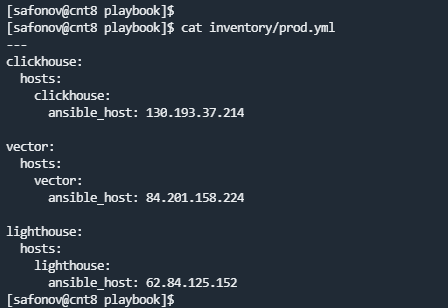 [safonov@cnt8 playbook]$
[safonov@cnt8 playbook]$ cat inventory/prod.yml
---
clickhouse:
  hosts:
    clickhouse:
      ansible_host: 130.193.37.214

vector:
  hosts:
    vector:
      ansible_host: 84.201.158.224

lighthouse:
  hosts:
    lighthouse:
      ansible_host: 62.84.125.152
[safonov@cnt8 playbook]$